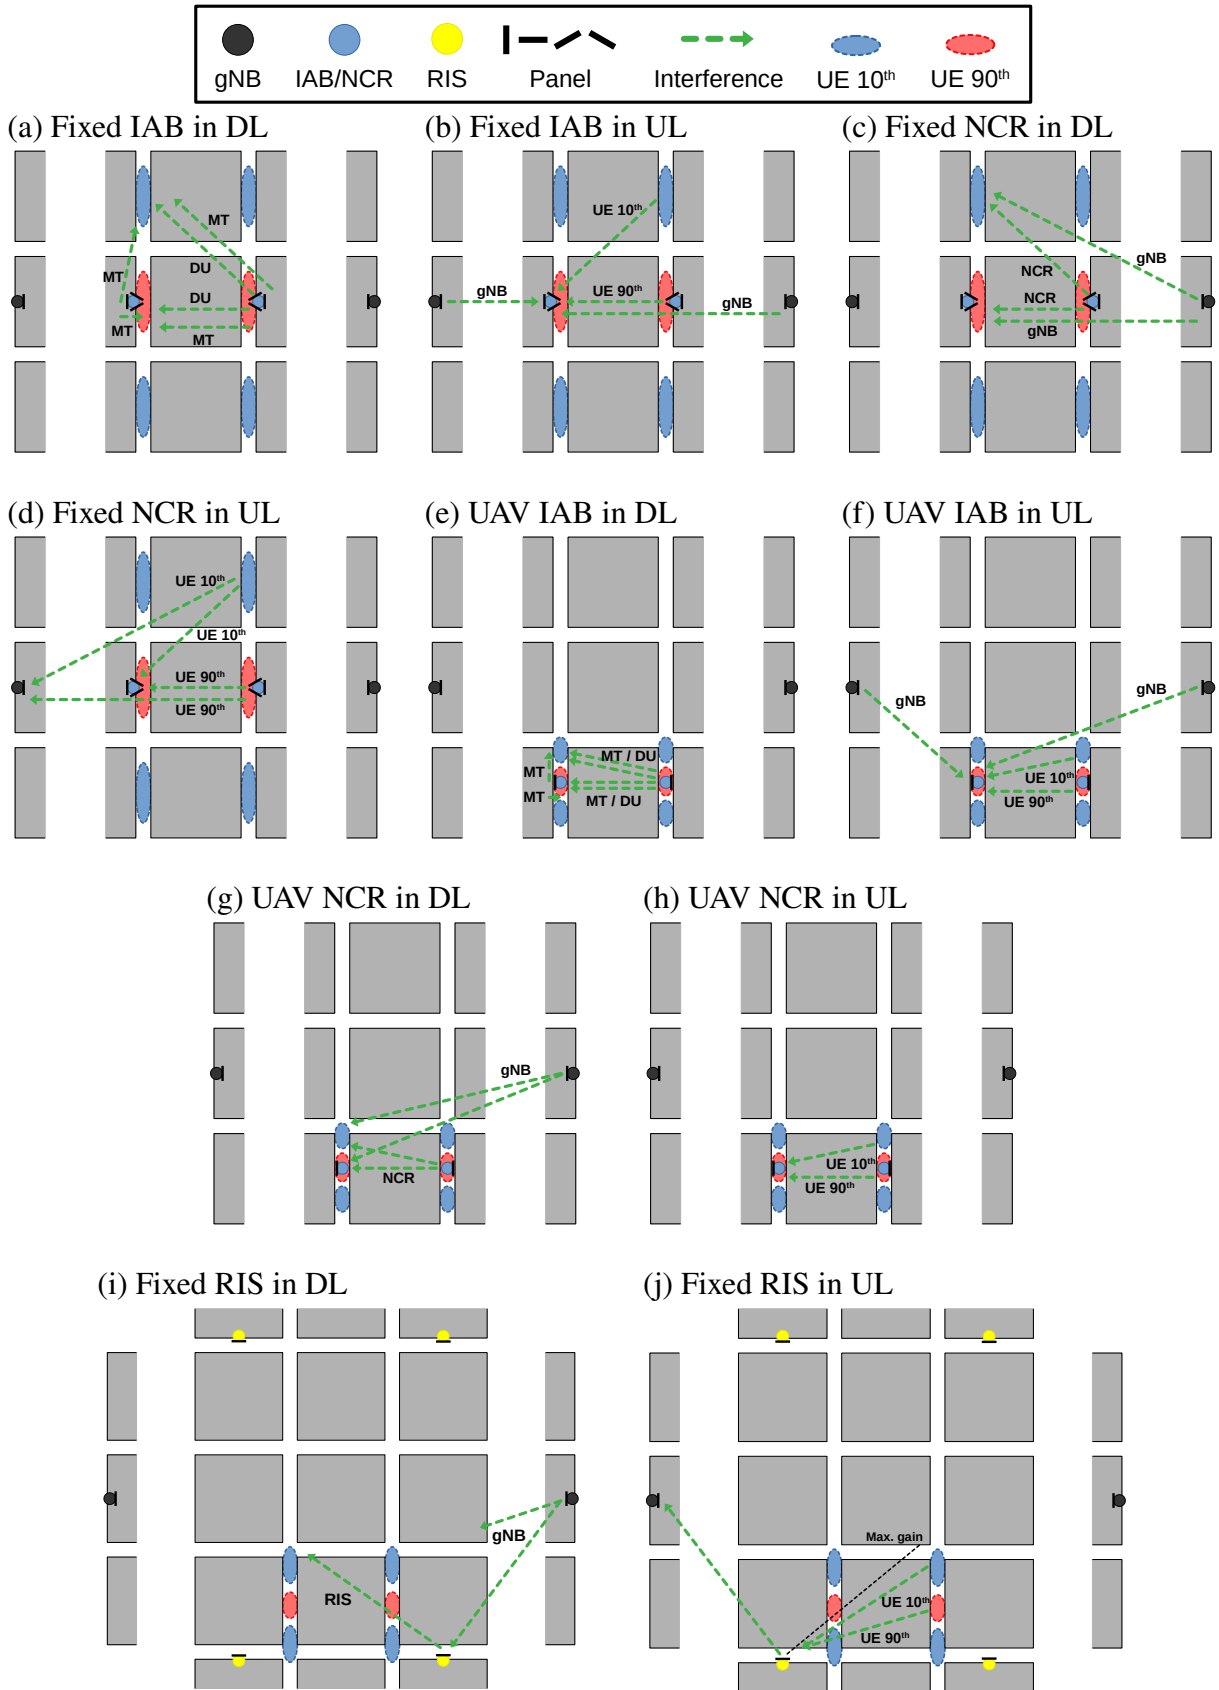 gNB IAB/NCR RIS Panel Interference UE 10th UE 90th
(a) Fixed IAB in DL (b) Fixed IAB in UL (c) Fixed NCR in DL
MT
DU
MT
DU
MT
MT
UE 10th
gNB
UE 90th
gNB
gNB
NCR
NCR
gNB
(d) Fixed NCR in UL (e) UAV IAB in DL (f) UAV IAB in UL
UE 10th
UE 10th
UE 90th
UE 90th
MT / DU
MT
MT
MT / DU
gNB
gNB
UE 10th
UE 90th
(g) UAV NCR in DL (h) UAV NCR in UL
gNB
NCR
UE 10th
UE 90th
(i) Fixed RIS in DL (j) Fixed RIS in UL
gNB
RIS
Max. gain
UE 10th
UE 90th